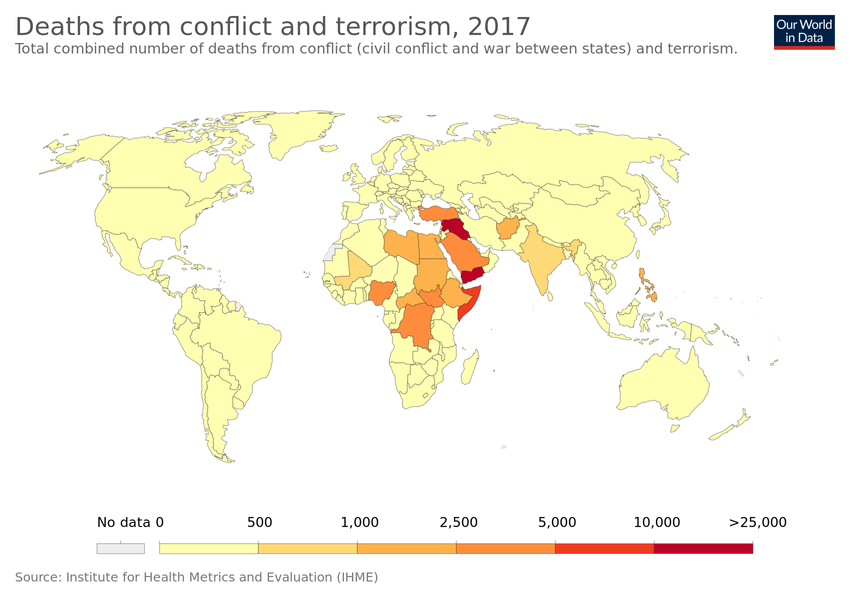 Deaths from conflict and terrorism, 2017
Total combined number of deaths from conflict (civil conflict and war between states) and terrorism.
Our World
in Data
No data 0 500 1,000 2,500 5,000 10,000 >25,000
Source: Institute for Health Metrics and Evaluation (IHME)